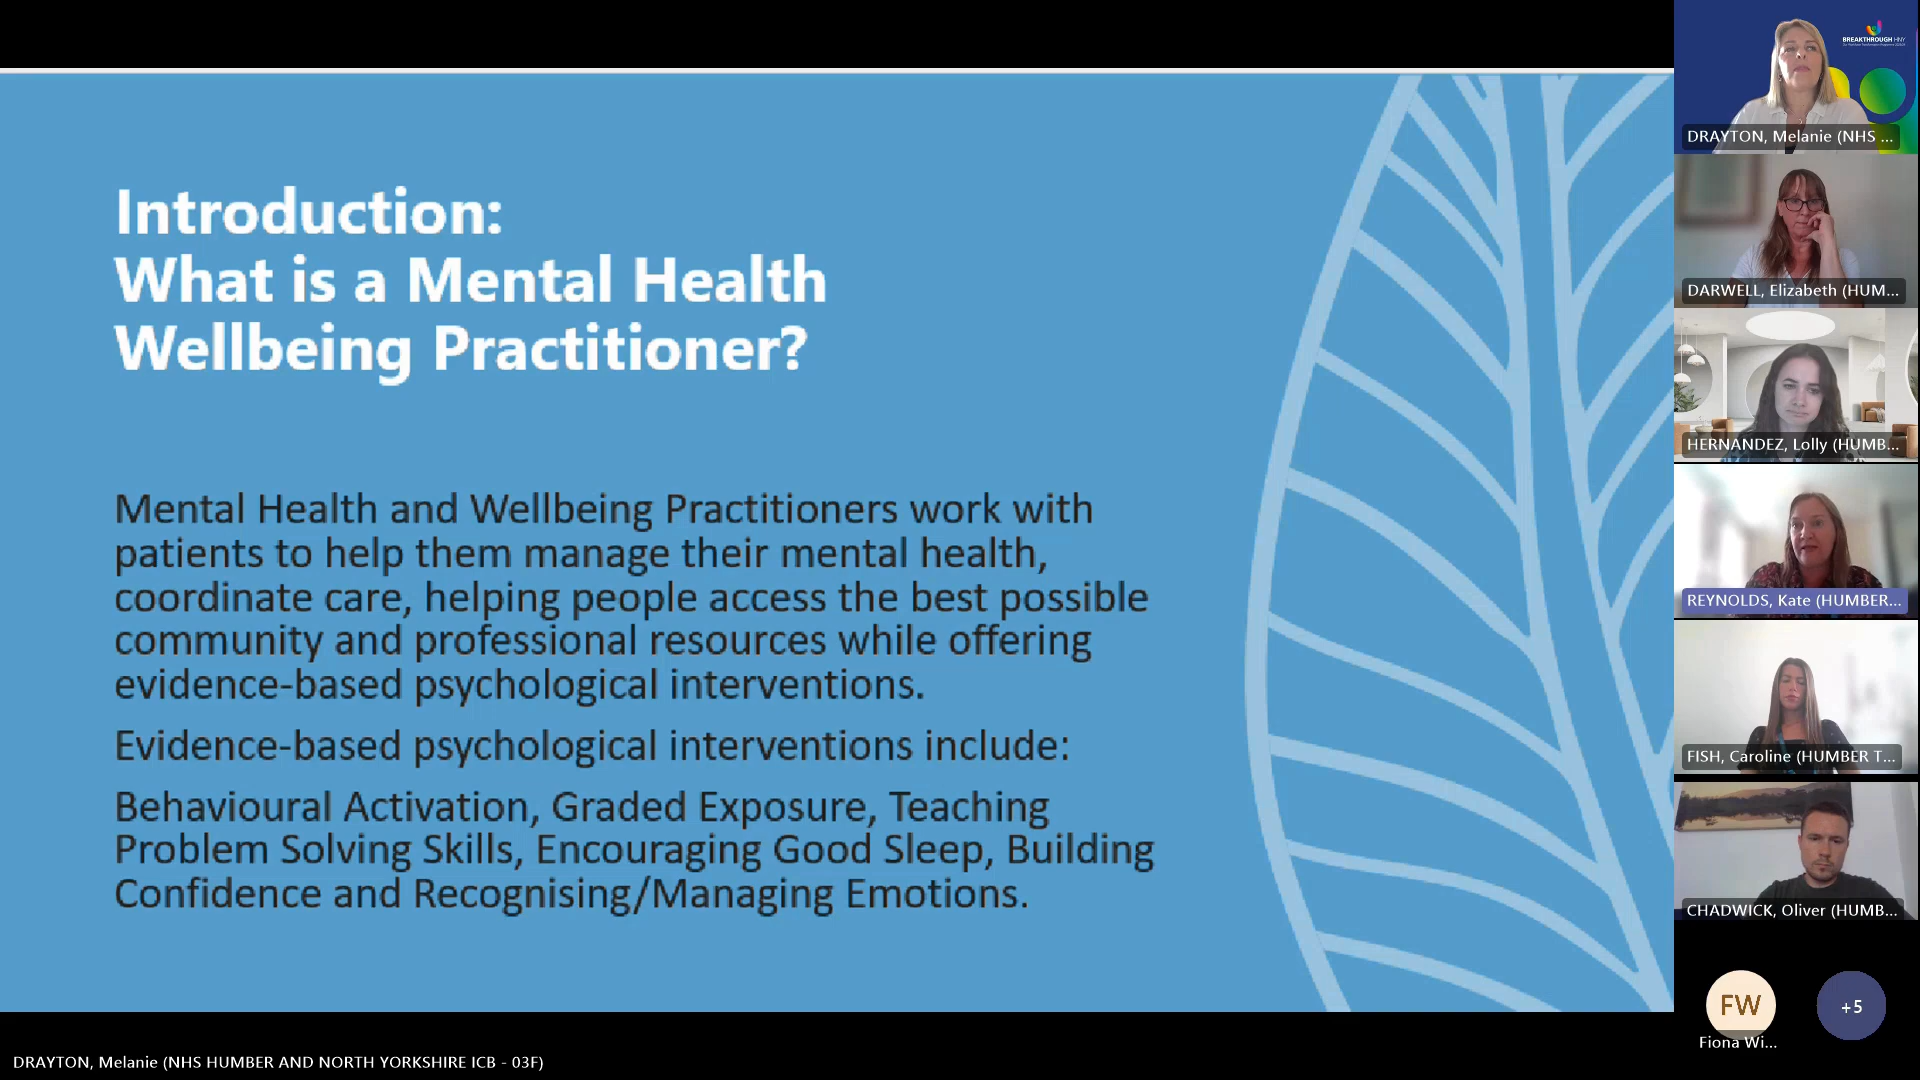 Introduction:
What is a Mental Health
Wellbeing Practitioner?
Mental Health and Wellbeing Practitioners work with
patients to help them manage their mental health,
coordinate care, helping people access the best possible
community and professional resources while offering
evidence-based psychological interventions.
Evidence-based psychological interventions include:
Behavioural Activation, Graded Exposure, Teaching
Problem Solving Skills, Encouraging Good Sleep, Building
Confidence and Recognising/Managing Emotions.
DRAYTON, Melanie (NHS HUMBER AND NORTH YORKSHIRE ICB - 03F)
BREAKTHROUGH HNY
DRAYTON, Melanie (NHS ...
DARWELL, Elizabeth (HUM...
HERNANDEZ, Lolly (HUMB...
REYNOLDS, Kate (HUMBER...
FISH, Caroline (HUMBER T...
CHADWICK, Oliver (HUMB...
FW
+5
Fiona Wi...